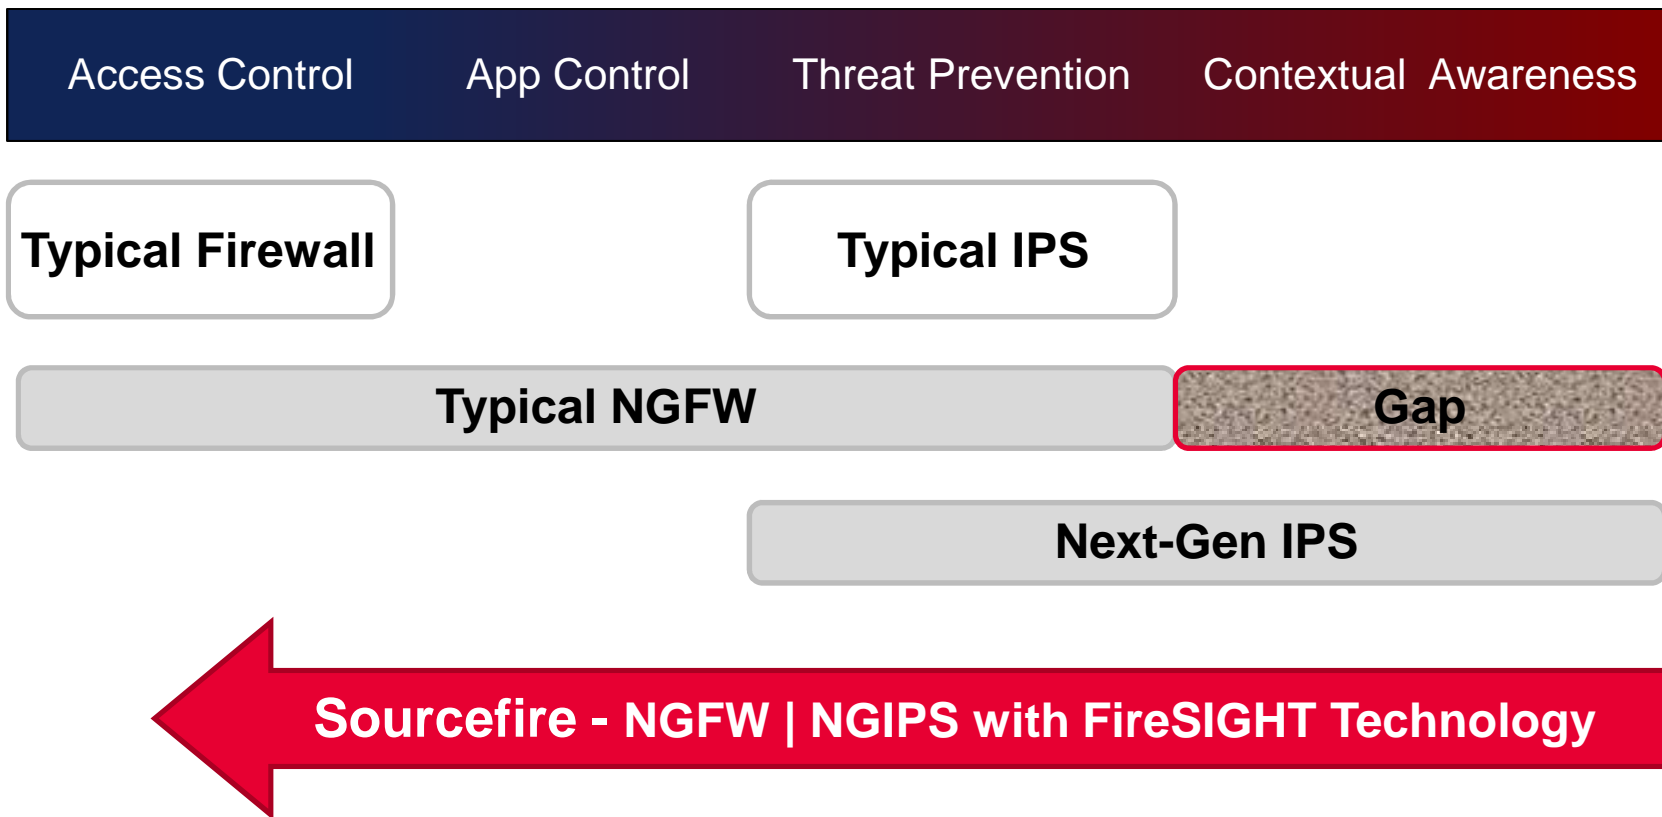 Access Control App Control Threat Prevention Contextual Awareness
Typical Firewall Typical IPS
Typical NGFW Gap
Next-Gen IPS
Sourcefire - NGFW | NGIPS with FireSIGHT Technology